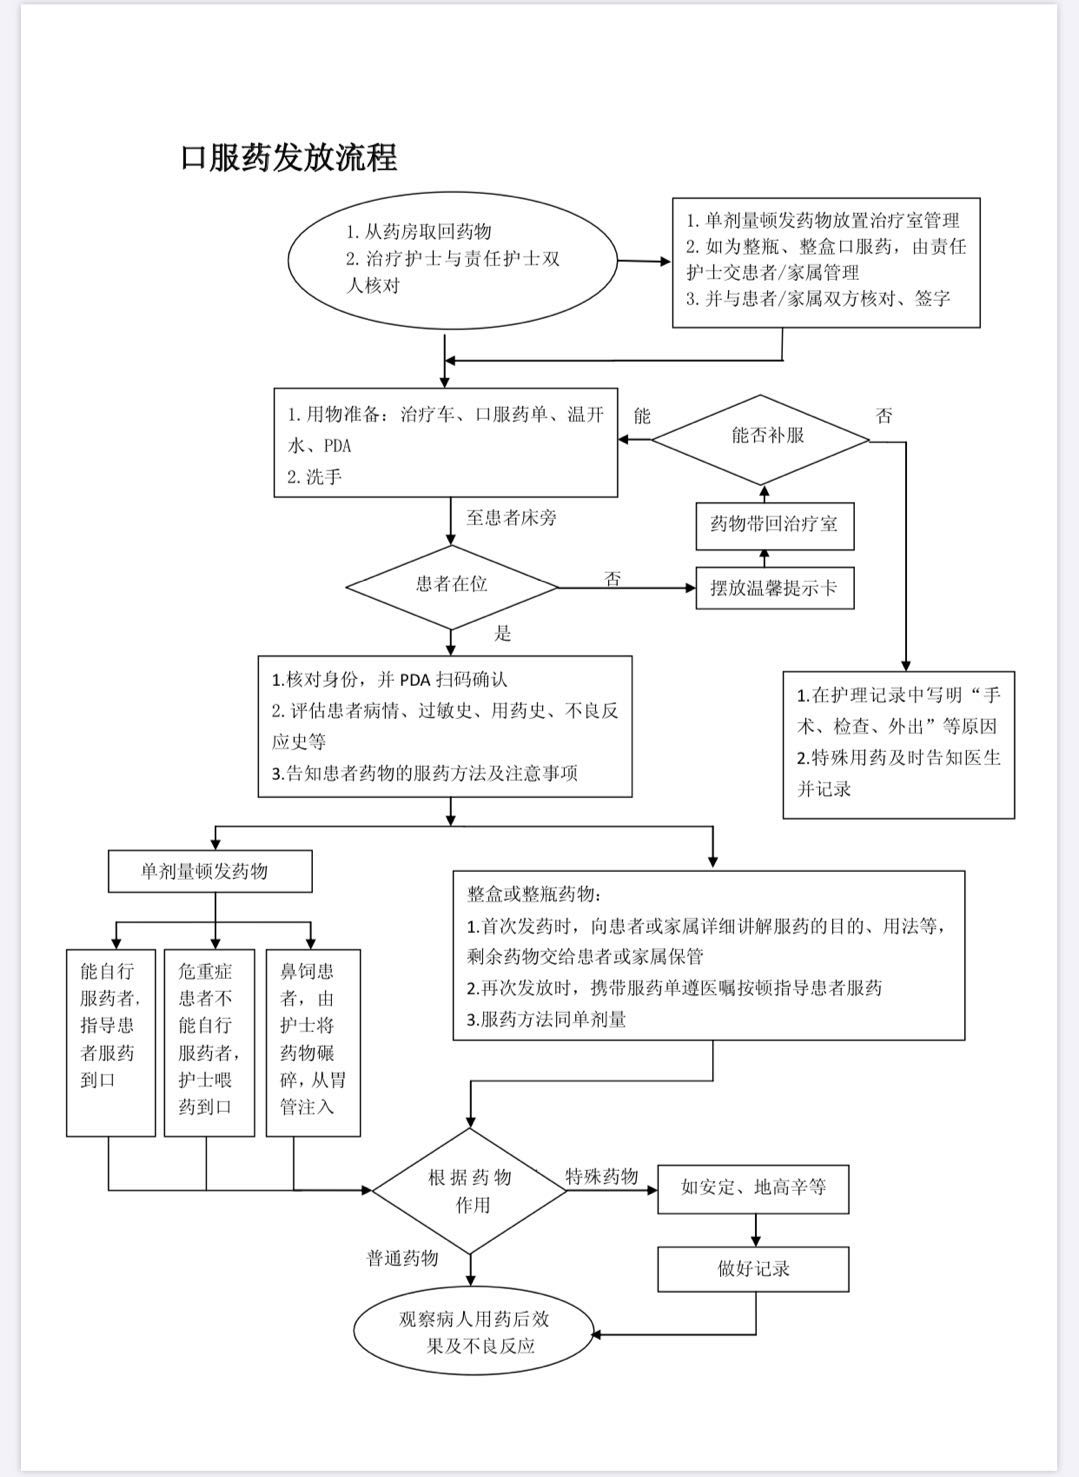 口服药发放流程
1. 从药房取回药物
2. 治疗护士与责任护士双
人核对
1. 单剂量顿发药物放置治疗室管理
2. 如为整瓶、整盒口服药，由责任
护士交患者/家属管理
3. 并与患者/家属双方核对、签字
1. 用物准备：治疗车、口服药单、温开
水、PDA
2. 洗手
能
能否补服
否
至患者床旁
药物带回治疗室
患者在位
否
摆放温馨提示卡
是
1.核对身份，并 PDA 扫码确认
2. 评估患者病情、过敏史、用药史、不良反
应史等
3.告知患者药物的服药方法及注意事项
1.在护理记录中写明“手
术、检查、外出”等原因
2.特殊用药及时告知医生
并记录
单剂量顿发药物
能自行
服药者，
指导患
者服药
到口
危重症
患者不
能自行
服药者，
护士喂
药到口
鼻饲患
者，由
护士将
药物碾
碎，从胃
管注入
整盒或整瓶药物：
1.首次发药时，向患者或家属详细讲解服药的目的、用法等，
剩余药物交给患者或家属保管
2.再次发放时，携带服药单遵医嘱按顿指导患者服药
3.服药方法同单剂量
根据药物
作用
特殊药物
如安定、地高辛等
普通药物
做好记录
观察病人用药后效
果及不良反应